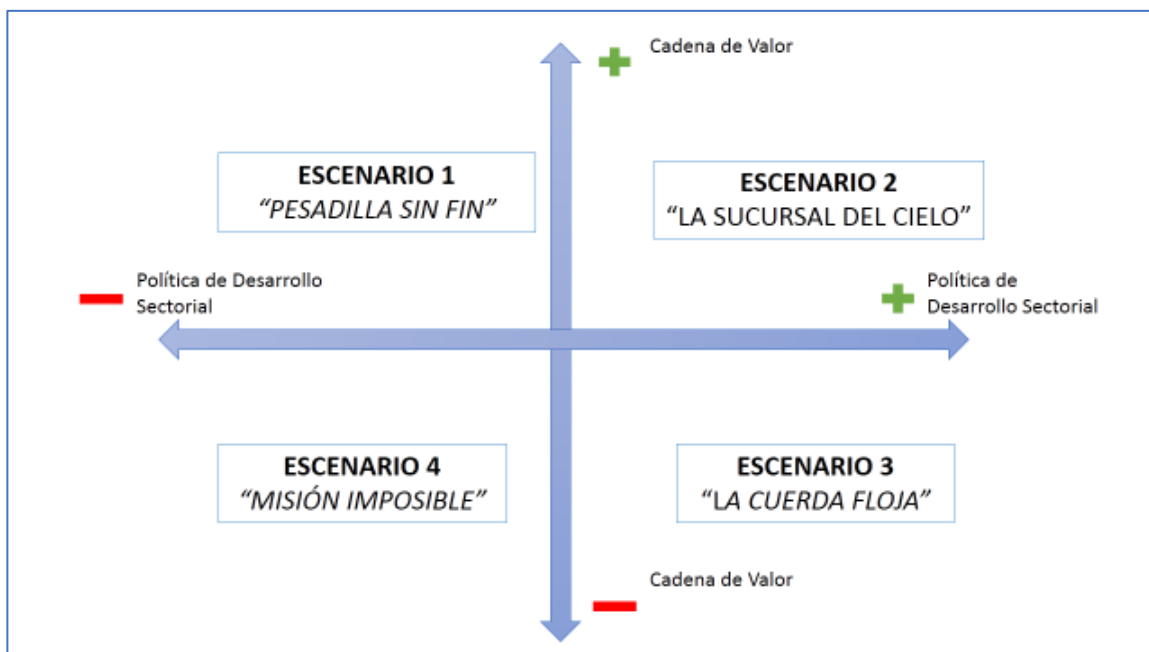 Cadena de Valor
ESCENARIO 1
“PESADILLA SIN FIN”
ESCENARIO 2
“LA SUCURSAL DEL CIELO”
Política de Desarrollo
Sectorial
Política de
Desarrollo Sectorial
ESCENARIO 4
“MISIÓN IMPOSIBLE”
ESCENARIO 3
“LA CUERDA FLOJA”
Cadena de Valor